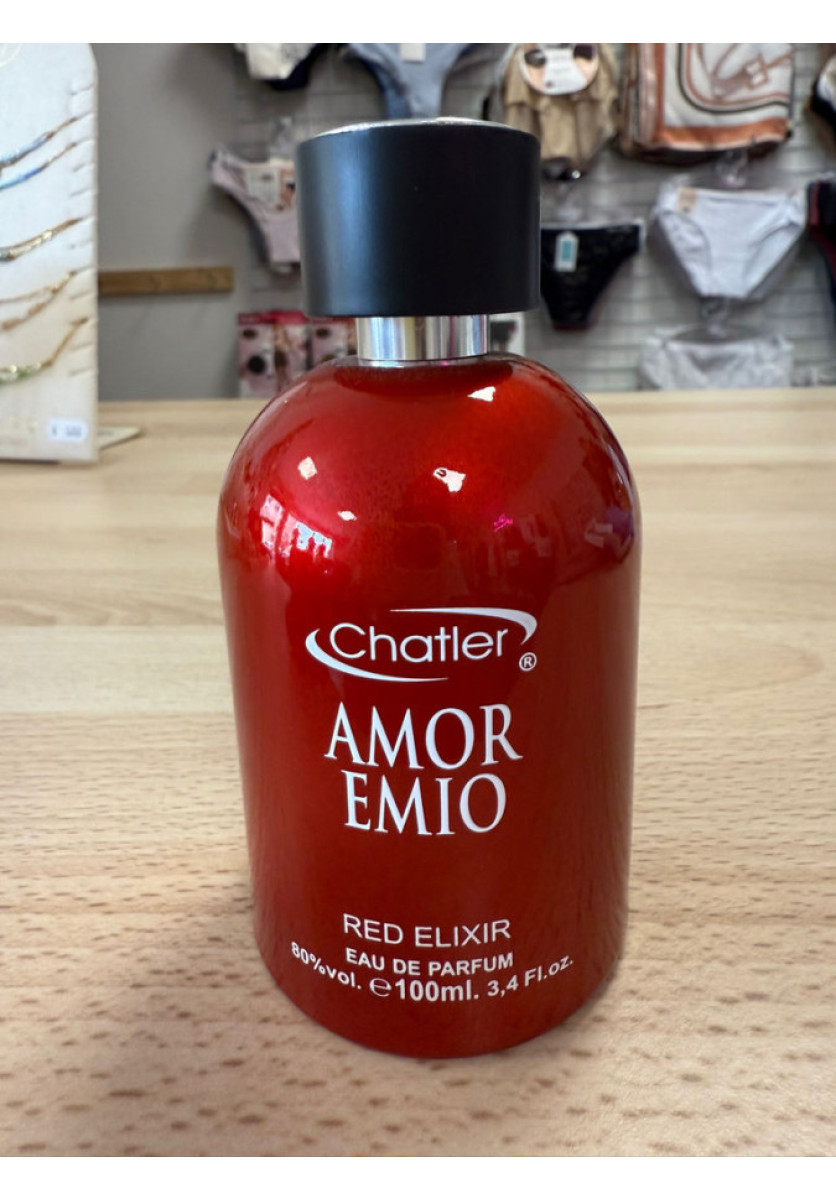 Chatler ®
AMOR
EMIO
RED ELIXIR
EAU DE PARFUM
80%vol. ℮100ml. 3,4 Fl.oz.